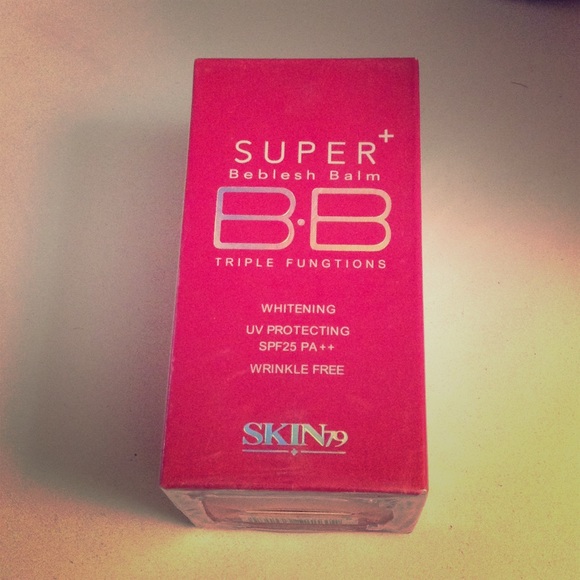 SUPER+
Beblesh Balm
B·B
TRIPLE FUNGTIONS
WHITENING
UV PROTECTING
SPF25 PA++
WRINKLE FREE
SKIN79